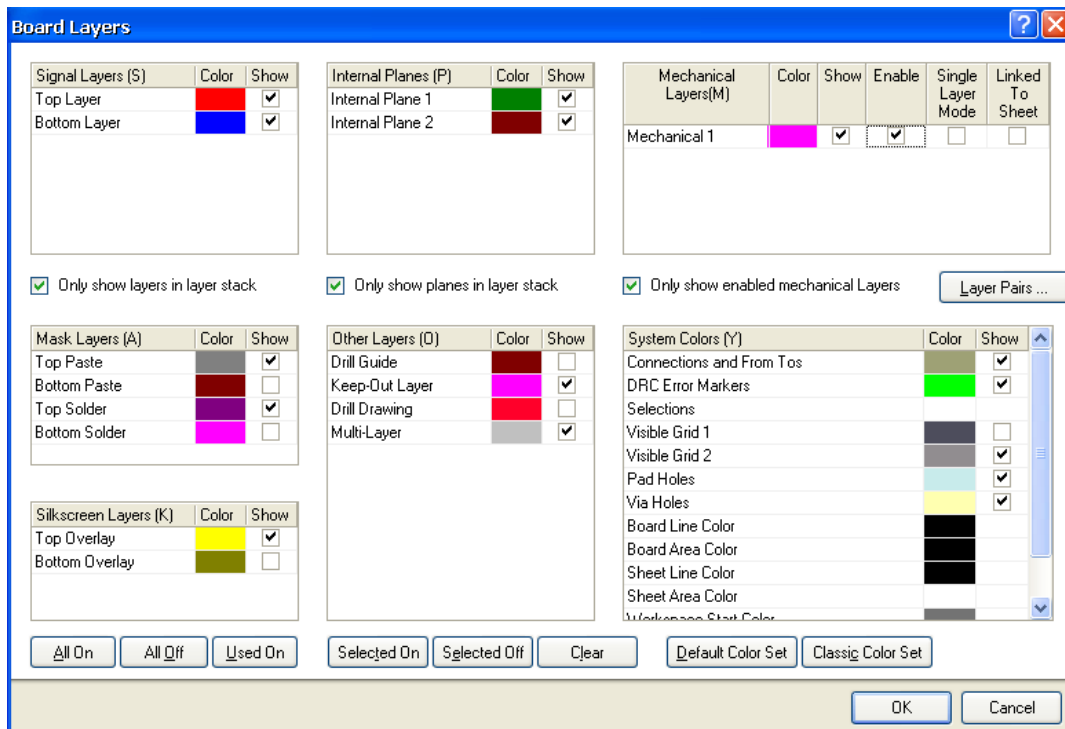 Board Layers
Signal Layers (S) Color Show
Top Layer
Bottom Layer
Internal Planes (P) Color Show
Internal Plane 1
Internal Plane 2
Mechanical Layers(M) Color Show Enable Single Layer Mode Linked To Sheet
Mechanical 1
Only show layers in layer stack
Only show planes in layer stack
Only show enabled mechanical Layers
Layer Pairs ...
Mask Layers (A) Color Show
Top Paste
Bottom Paste
Top Solder
Bottom Solder
Silkscreen Layers (K) Color Show
Top Overlay
Bottom Overlay
Other Layers (O) Color Show
Drill Guide
Keep-Out Layer
Drill Drawing
Multi-Layer
System Colors (Y) Color Show
Connections and From Tos
DRC Error Markers
Selections
Visible Grid 1
Visible Grid 2
Pad Holes
Via Holes
Board Line Color
Board Area Color
Sheet Line Color
Sheet Area Color
Workspace Start Color
All On All Off Used On Selected On Selected Off Clear Default Color Set Classic Color Set
OK Cancel